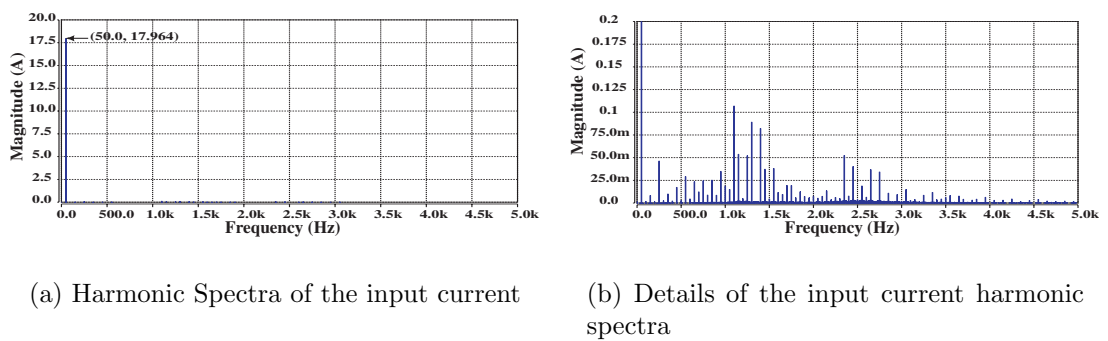 20.0
17.5
15.0
12.5
10.0
7.5
5.0
2.5
0.0
Magnitude (A)
(50.0, 17.964)
0.0 500.0 1.0k 1.5k 2.0k 2.5k 3.0k 3.5k 4.0k 4.5k 5.0k
Frequency (Hz)
(a) Harmonic Spectra of the input current
0.2
0.175
0.15
0.125
0.1
75.0m
50.0m
25.0m
0.0
Magnitude (A)
0.0 500.0 1.0k 1.5k 2.0k 2.5k 3.0k 3.5k 4.0k 4.5k 5.0k
Frequency (Hz)
(b) Details of the input current harmonic
spectra